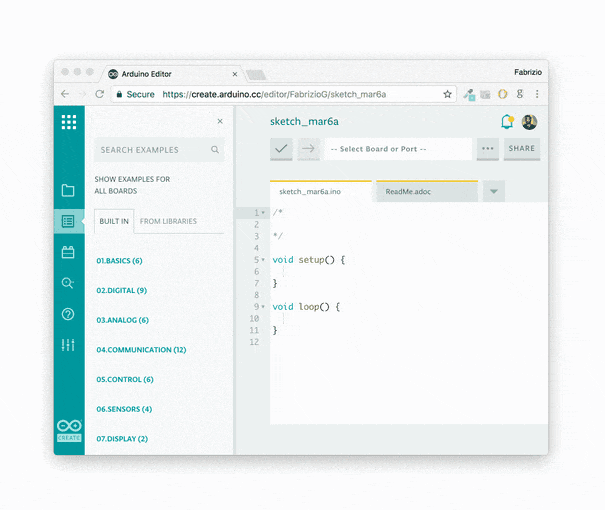 Arduino Editor
Fabrizio
Secure https://create.arduino.cc/editor/FabrizioG/sketch_mar6a
sketch_mar6a
SEARCH EXAMPLES
-- Select Board or Port --
SHARE
SHOW EXAMPLES FOR
ALL BOARDS
BUILT IN
FROM LIBRARIES
01.BASICS (6)
02.DIGITAL (9)
03.ANALOG (6)
04.COMMUNICATION (12)
05.CONTROL (6)
06.SENSORS (4)
07.DISPLAY (2)
CREATE
sketch_mar6a.ino
ReadMe.adoc
1 /*
2
3 */
4
5 void setup() {
6
7 }
8
9 void loop() {
10
11 }
12